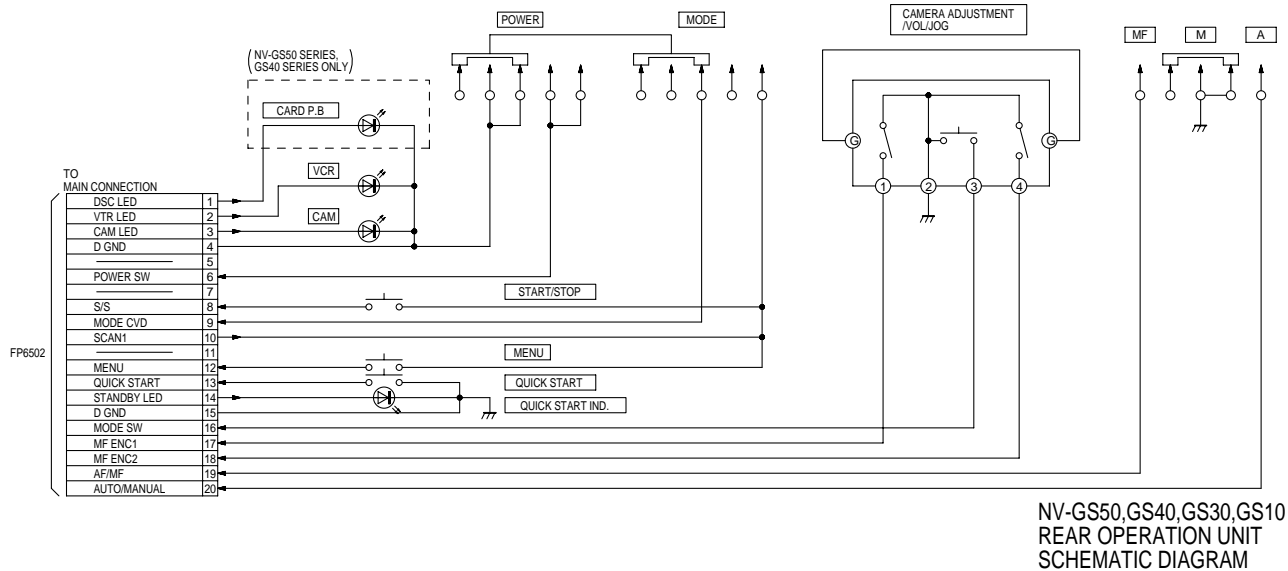 POWER
MODE
CAMERA ADJUSTMENT
/VOL/JOG
MF
M
A
(NV-GS50 SERIES,
GS40 SERIES ONLY)
CARD P.B
VCR
CAM
G
G
1
2
3
4
TO
MAIN CONNECTION
DSC LED 1
VTR LED 2
CAM LED 3
D GND 4
5
POWER SW 6
7
S/S 8
MODE CVD 9
SCAN1 10
11
MENU 12
QUICK START 13
STANDBY LED 14
D GND 15
MODE SW 16
MF ENC1 17
MF ENC2 18
AF/MF 19
AUTO/MANUAL 20
FP6502
START/STOP
MENU
QUICK START
QUICK START IND.
NV-GS50,GS40,GS30,GS10
REAR OPERATION UNIT
SCHEMATIC DIAGRAM